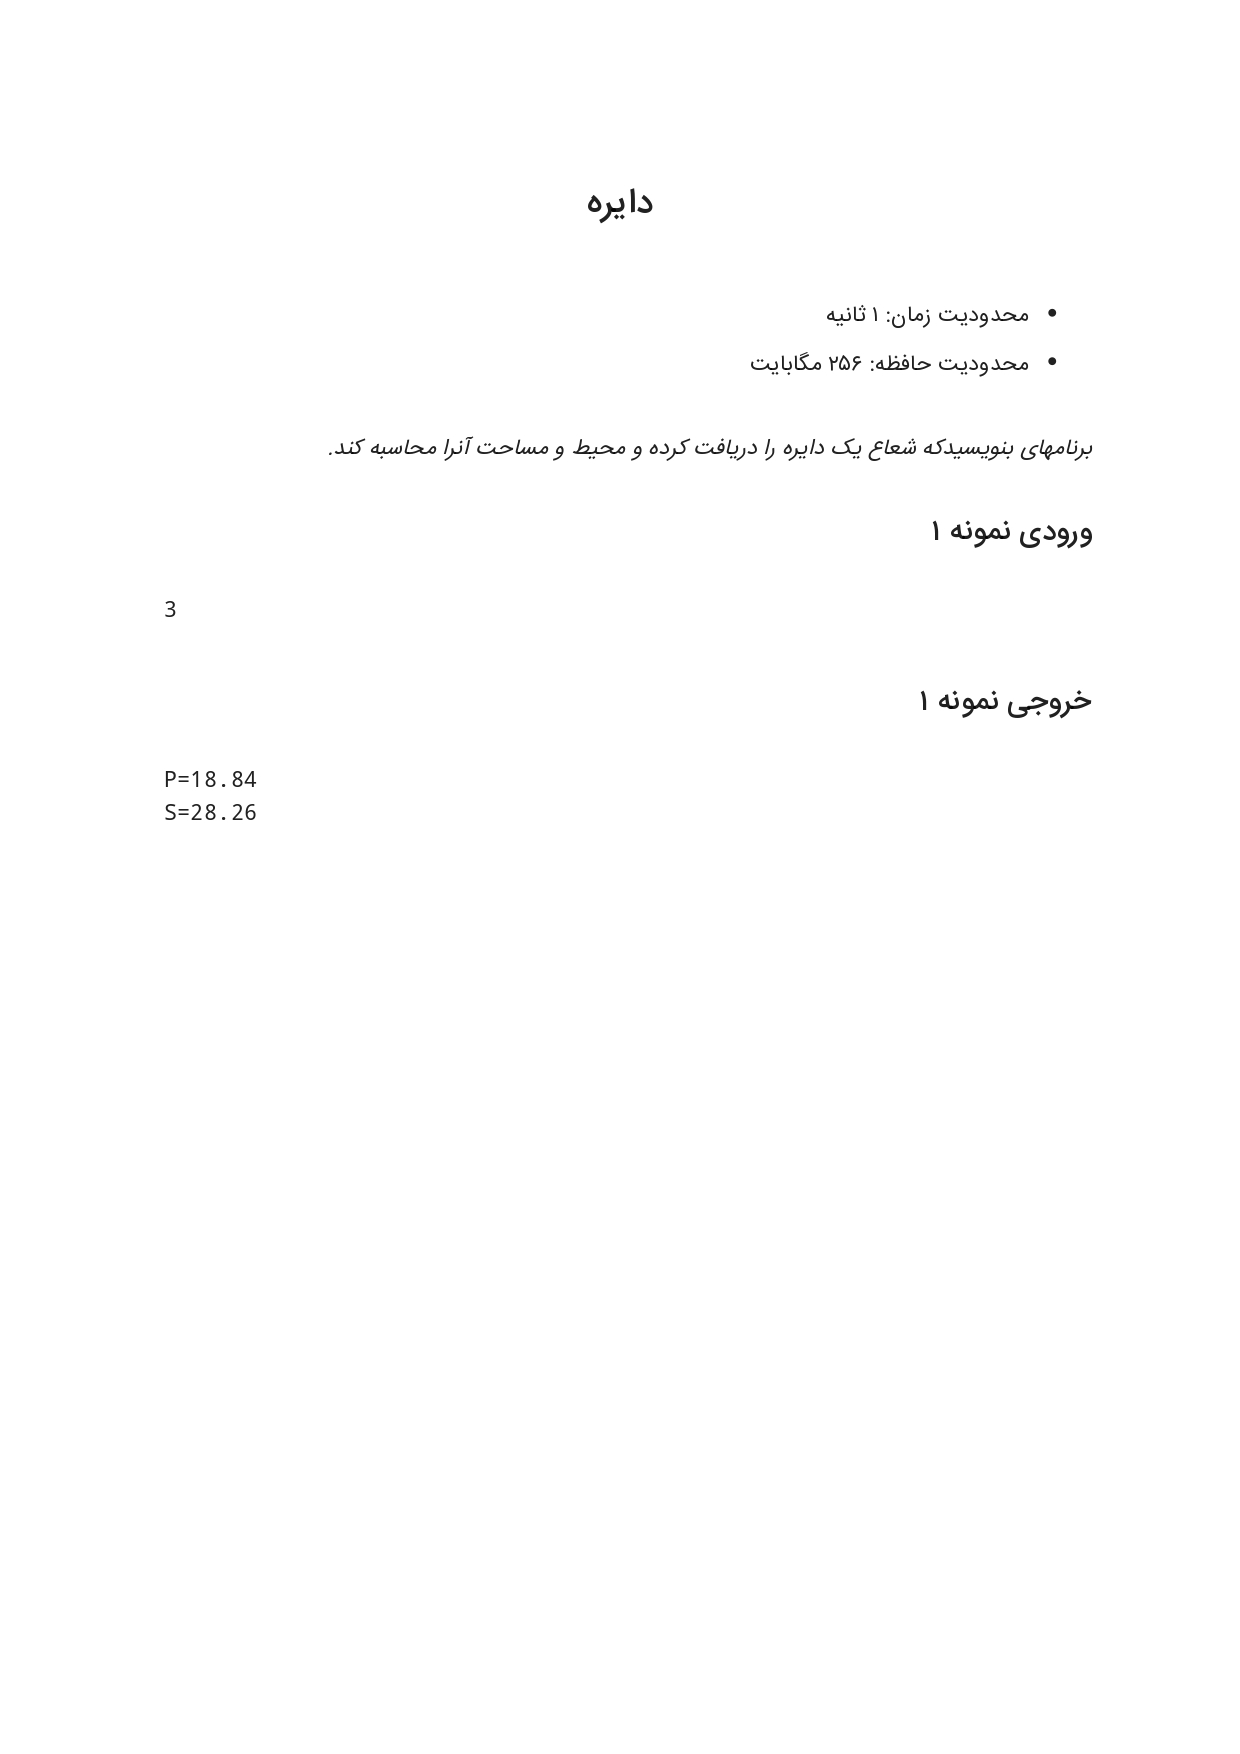 دایره
• محدودیت زمان: ۱ ثانیه
• محدودیت حافظه: ۲۵۶ مگابایت
برنامهای بنویسیدکه شعاع یک دایره را دریافت کرده و محیط و مساحت آنرا محاسبه کند.
ورودی نمونه ۱
3
خروجی نمونه ۱
P=18.84
S=28.26